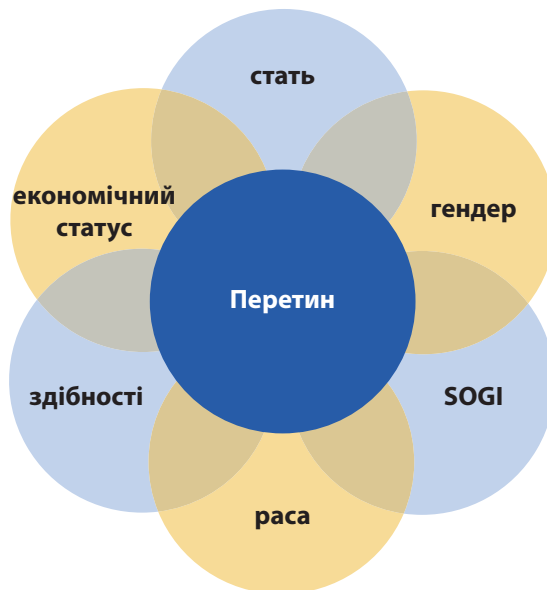 стать
економічний
статус
гендер
Перетин
здібності
SOGI
раса